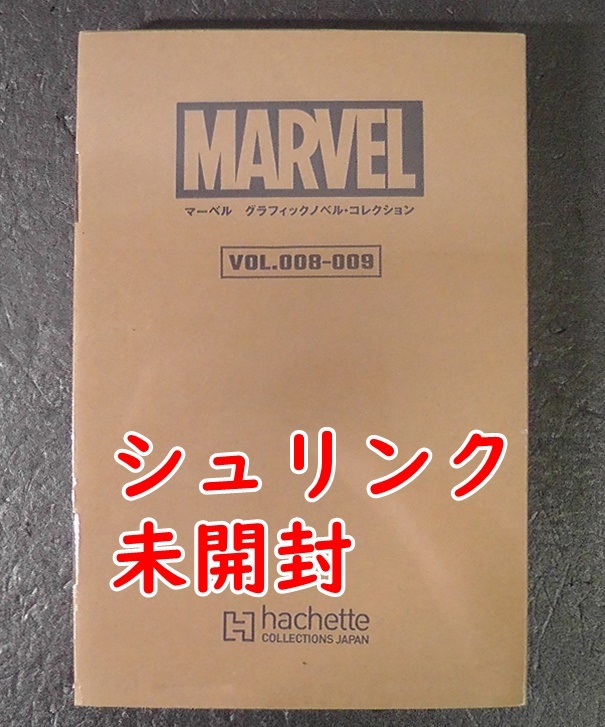 MARVEL
マーベル グラフィックノベル・コレクション
VOL.008-009
シュリンク
未開封
hachette
COLLECTIONS JAPAN